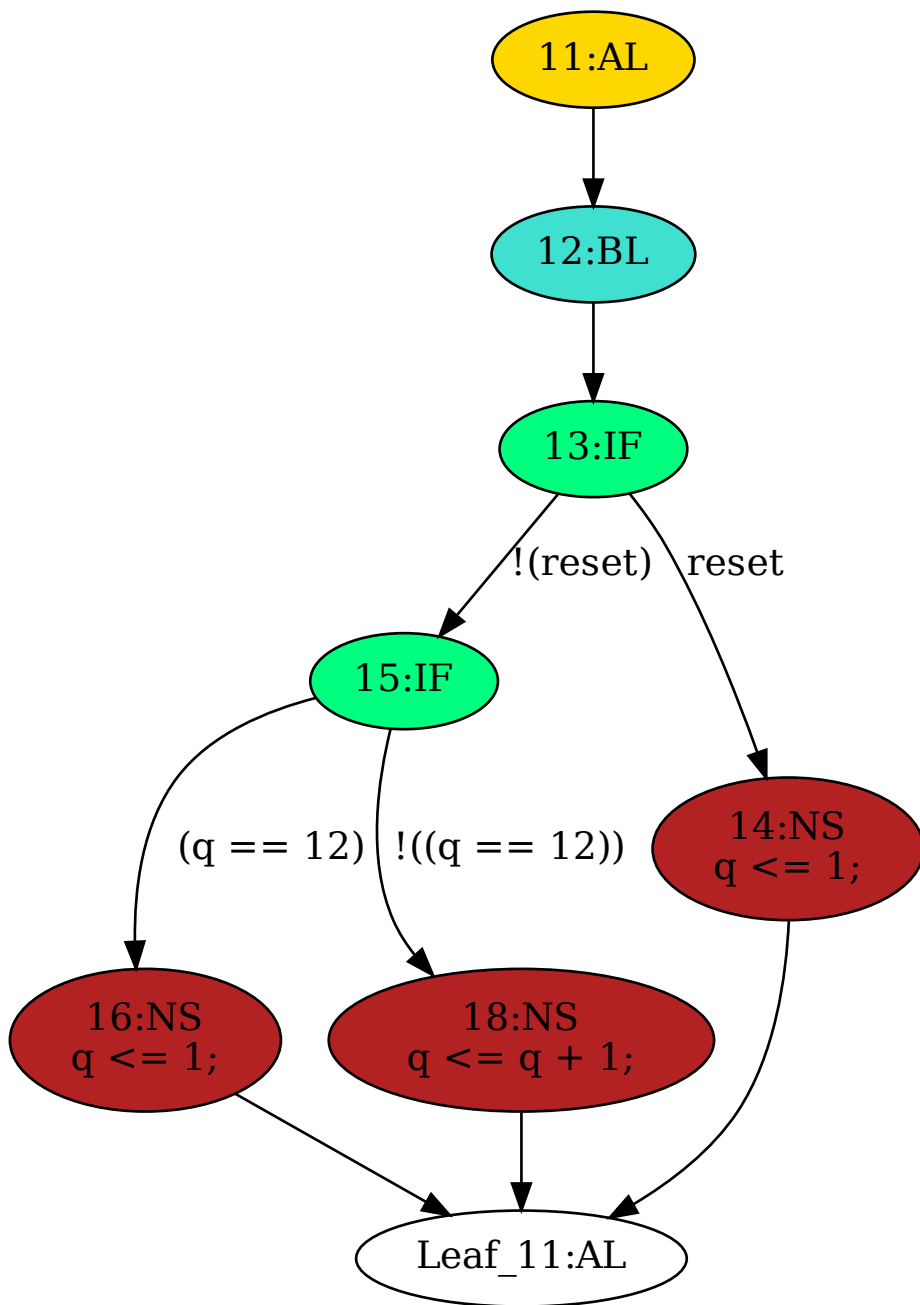 11:AL
12:BL
13:IF
!(reset)
reset
15:IF
(q == 12)
!((q == 12))
14:NS
q <= 1;
16:NS
q <= 1;
18:NS
q <= q + 1;
Leaf_11:AL